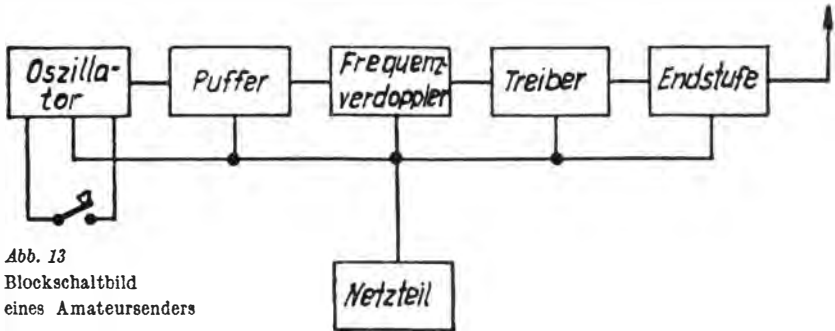 Oszilla-
tor
Puffer
Frequenz-
verdoppler
Treiber
Endstufe
Netzteil
Abb. 13
Blockschaltbild
eines Amateursenders